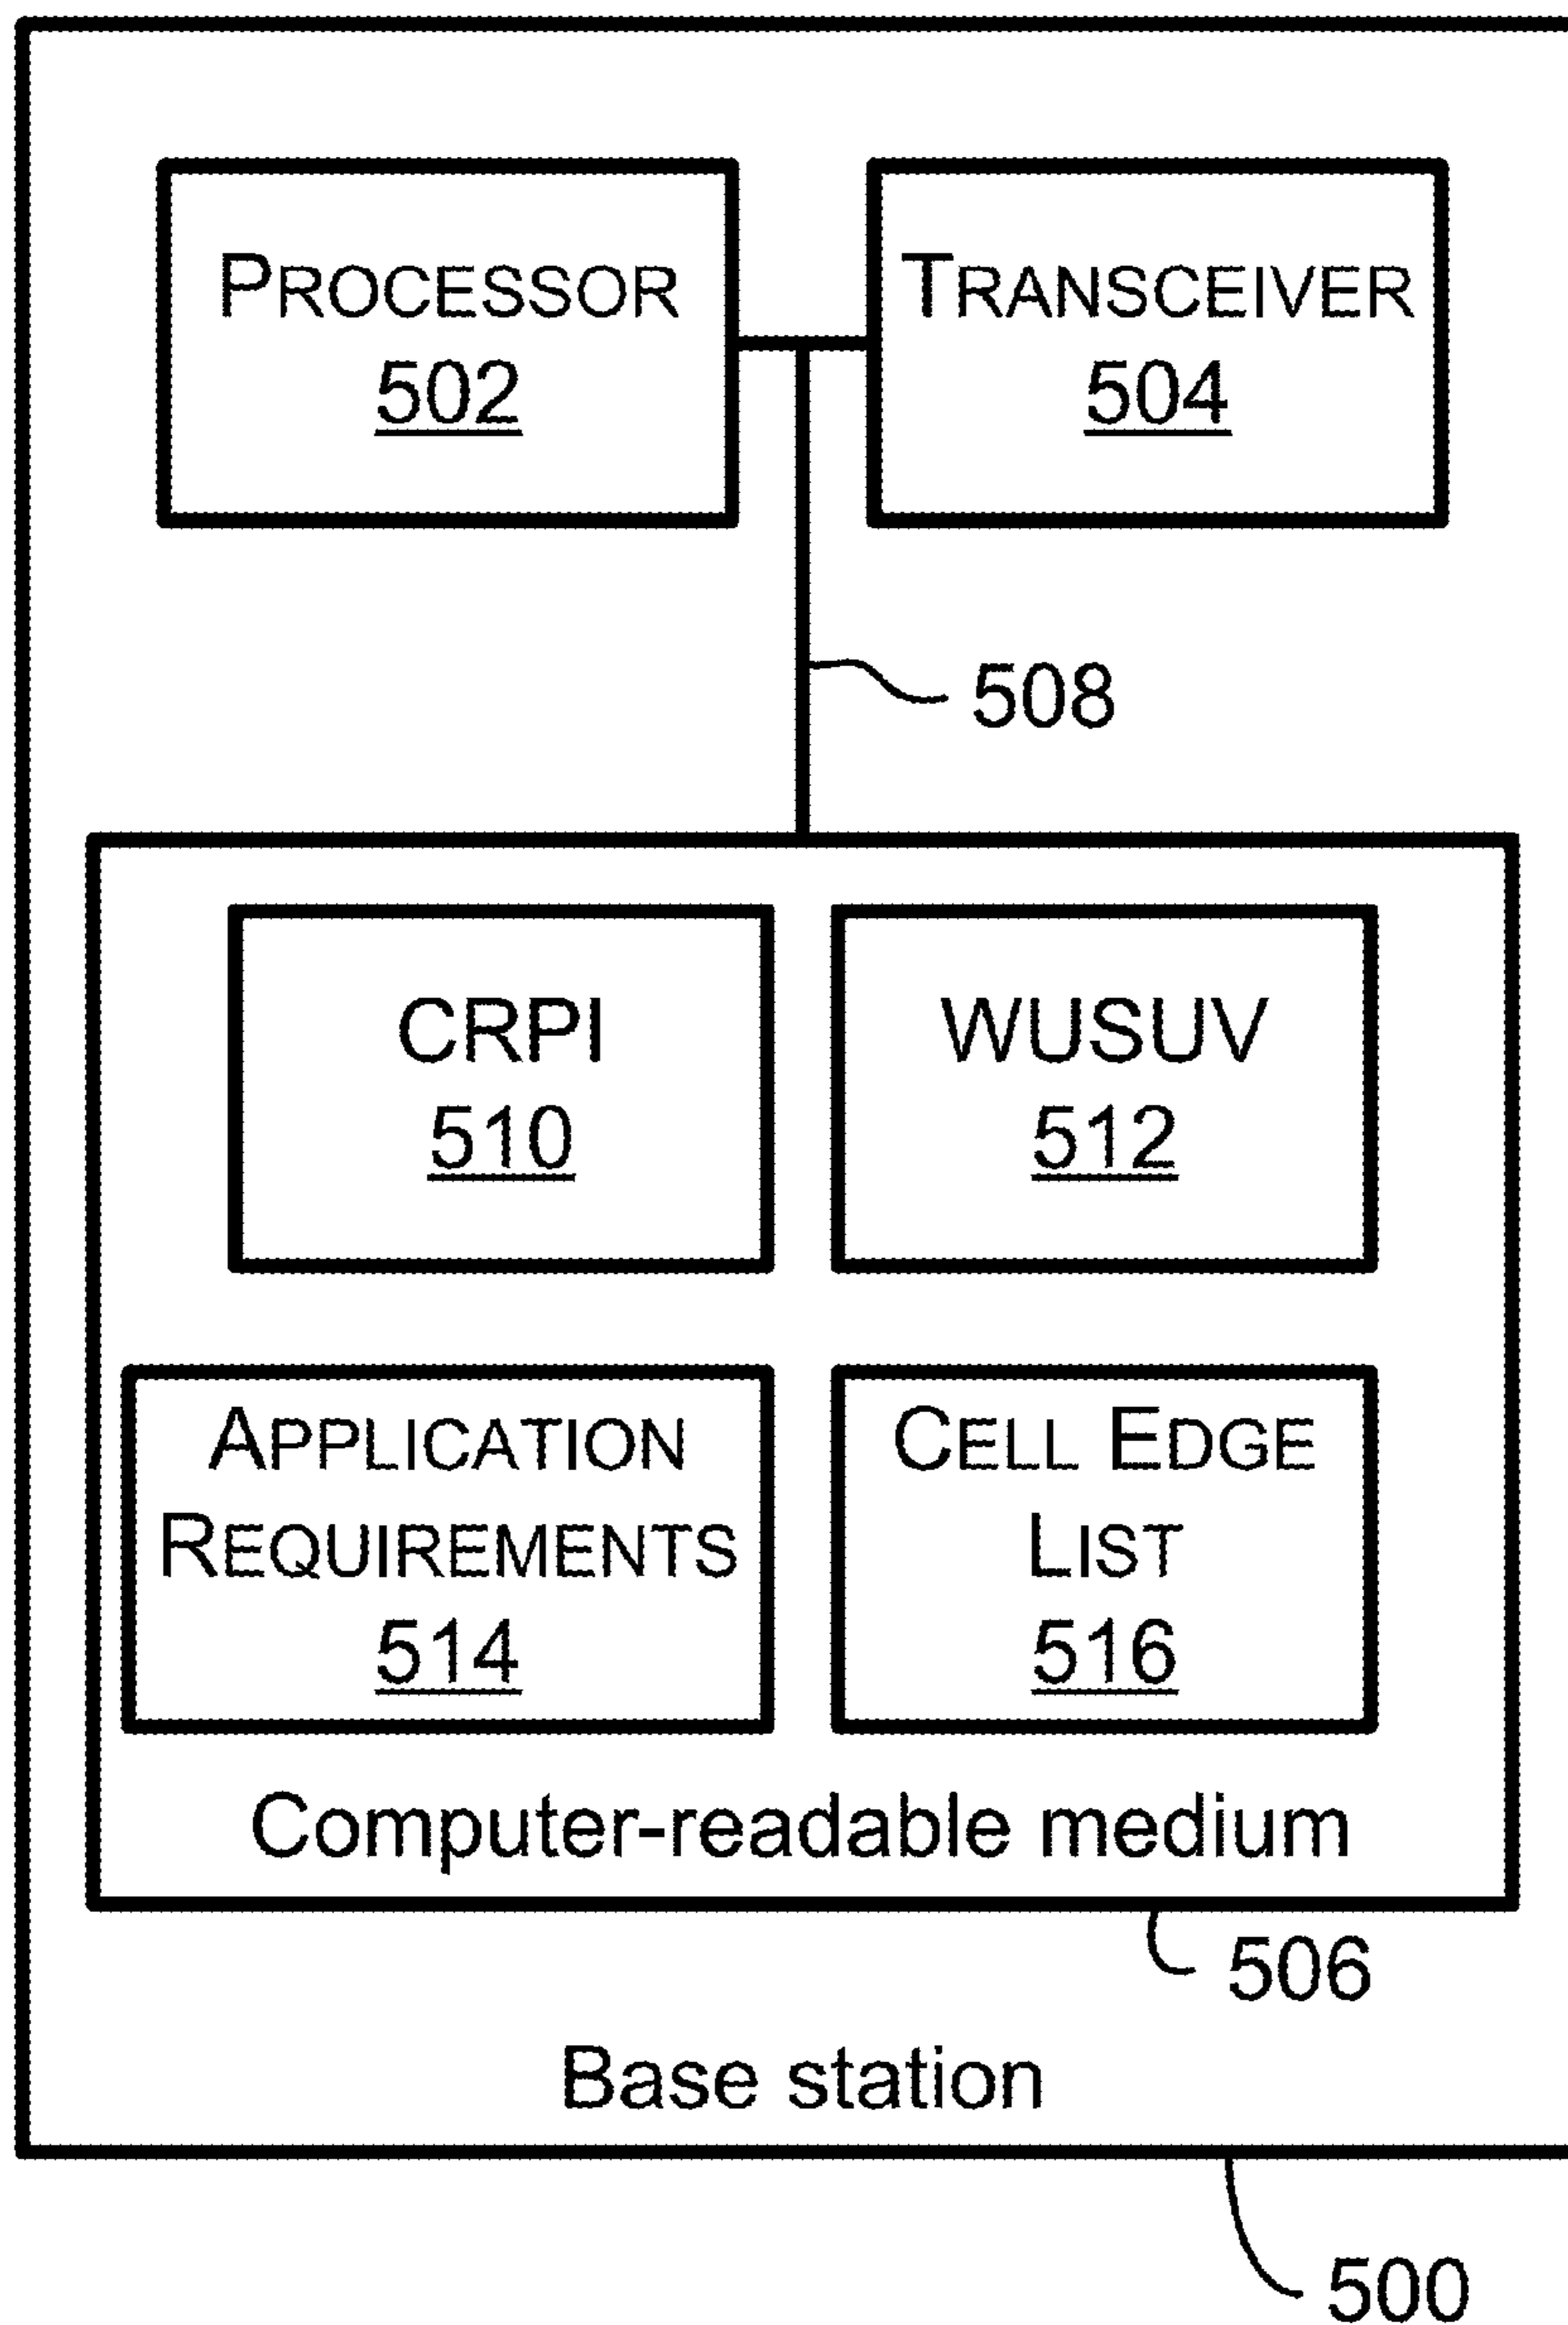 PROCESSOR
502
TRANSCEIVER
504
508
CRPI
510
WUSUV
512
APPLICATION
REQUIREMENTS
514
CELL EDGE
LIST
516
Computer-readable medium
506
Base station
500